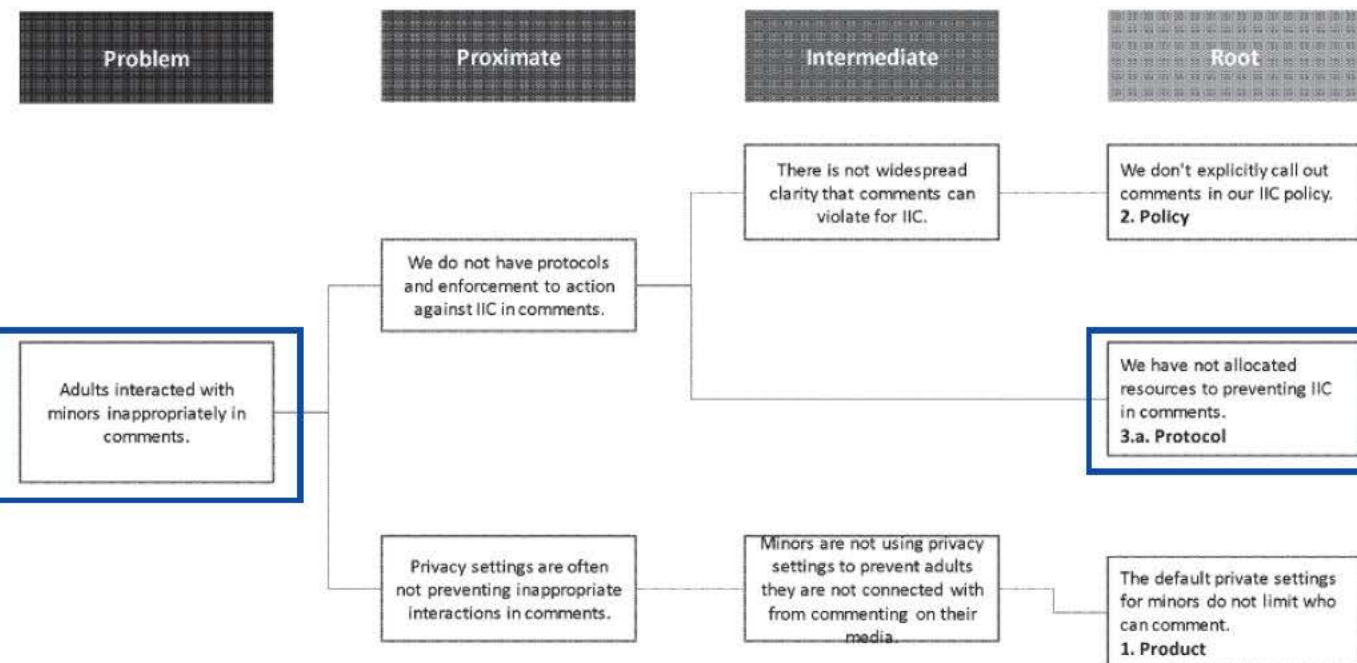 Problem
Proximate
Intermediate
Root
There is not widespread
clarity that comments can
violate for IIC.
We don't explicitly call out
comments in our IIC policy.
2. Policy
We do not have protocols
and enforcement to action
against IIC in comments.
Adults interacted with
minors inappropriately in
comments.
We have not allocated
resources to preventing IIC
in comments.
3.a. Protocol
Privacy settings are often
not preventing inappropriate
interactions in comments.
Minors are not using privacy
settings to prevent adults
they are not connected with
from commenting on their
media.
The default private settings
for minors do not limit who
can comment.
1. Product